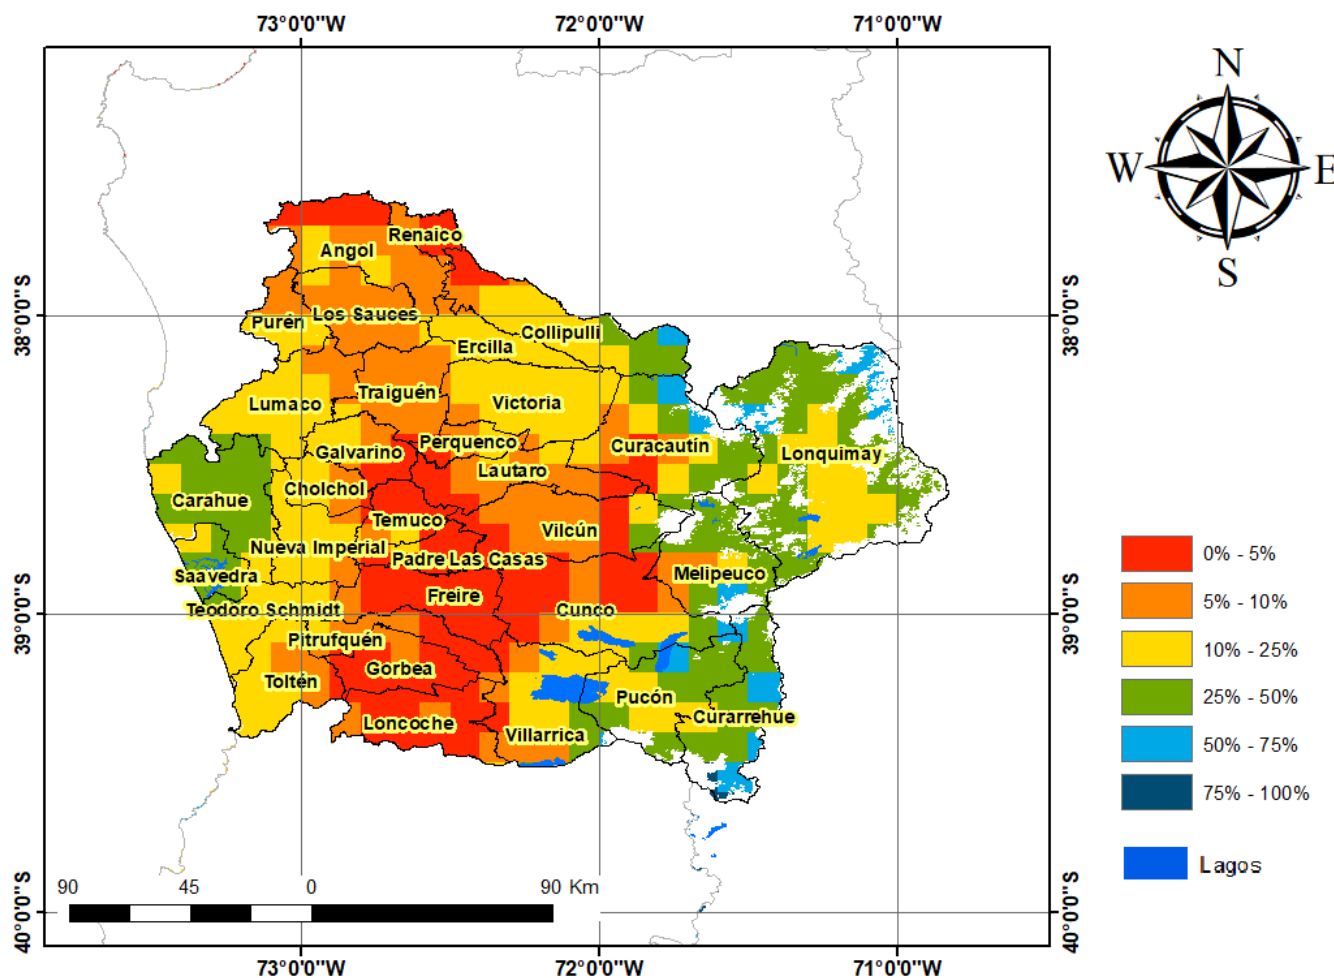 73°0'0"W 72°0'0"W 71°0'0"W
N
W E
S
38°0'0"S 38°0'0"S
39°0'0"S 39°0'0"S
40°0'0"S 40°0'0"S
Renaico
Angol
Los Sauces
Purén
Collipulli
Ercilla
Traiguén
Victoria
Lumaco
Perquenco
Curacautín
Galvarino
Lonquimay
Lautaro
Cholchol
Carahue
Temuco
Vilcún
Nueva Imperial
Padre Las Casas
Melipeuco
Saavedra
Freire
Teodoro Schmidt
Cunco
Pitrufquén
Gorbea
Toltén
Pucón
Curarrehue
Loncoche
Villarrica
0% - 5%
5% - 10%
10% - 25%
25% - 50%
50% - 75%
75% - 100%
Lagos
90 45 0 90 Km
73°0'0"W 72°0'0"W 71°0'0"W